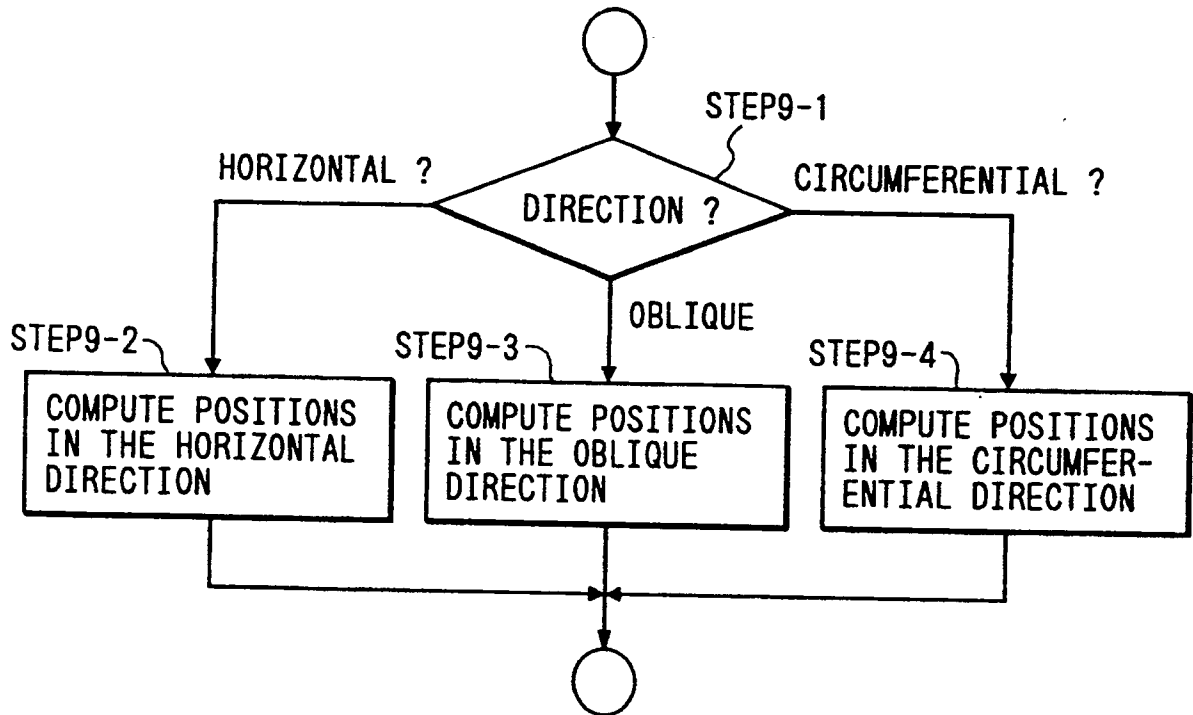 STEP9-1
HORIZONTAL ?
CIRCUMFERENTIAL ?
DIRECTION ?
OBLIQUE
STEP9-2
STEP9-3
STEP9-4
COMPUTE POSITIONS
IN THE HORIZONTAL
DIRECTION
COMPUTE POSITIONS
IN THE OBLIQUE
DIRECTION
COMPUTE POSITIONS
IN THE CIRCUMFER-
ENTIAL DIRECTION